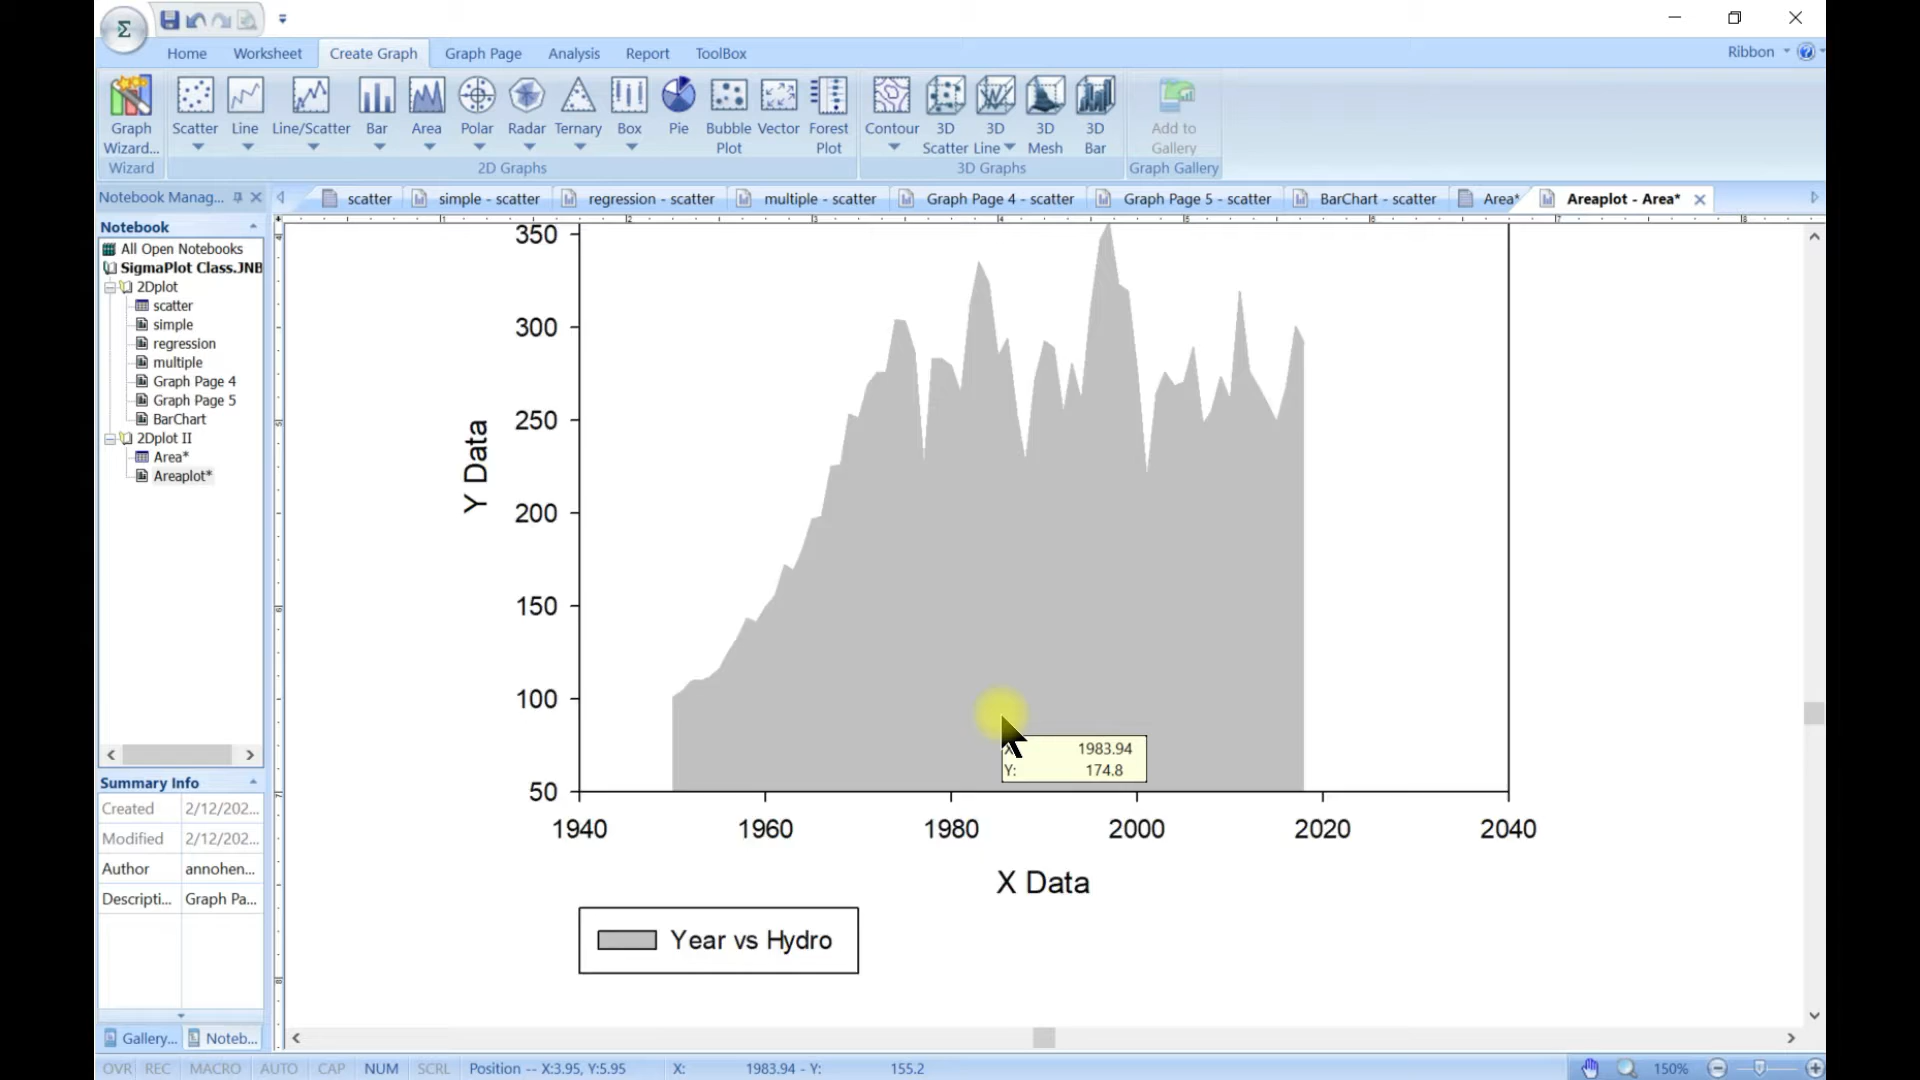 Σ
Ribbon
Home Worksheet Create Graph Graph Page Analysis Report ToolBox
Graph Wizard...
Scatter Line Line/Scatter Bar Area Polar Radar Ternary Box Pie Bubble Plot Vector Forest Plot
Contour 3D Scatter 3D Line 3D Mesh 3D Bar
Add to Gallery
Wizard 2D Graphs 3D Graphs Graph Gallery
Notebook Manag...
scatter simple - scatter regression - scatter multiple - scatter Graph Page 4 - scatter Graph Page 5 - scatter BarChart - scatter Area* Areaplot - Area*
Notebook
All Open Notebooks
SigmaPlot Class.JNB
2Dplot
scatter
simple
regression
multiple
Graph Page 4
Graph Page 5
BarChart
2Dplot II
Area*
Areaplot*
Summary Info
Created 2/12/202...
Modified 2/12/202...
Author annohen...
Descripti... Graph Pa...
Gallery... Noteb...
350
300
250
200
150
100
50
Y Data
1983.94
Y: 174.8
1940 1960 1980 2000 2020 2040
X Data
Year vs Hydro
OVR REC MACRO AUTO CAP NUM SCRL Position -- X:3.95, Y:5.95 X: 1983.94 - Y: 155.2 150%